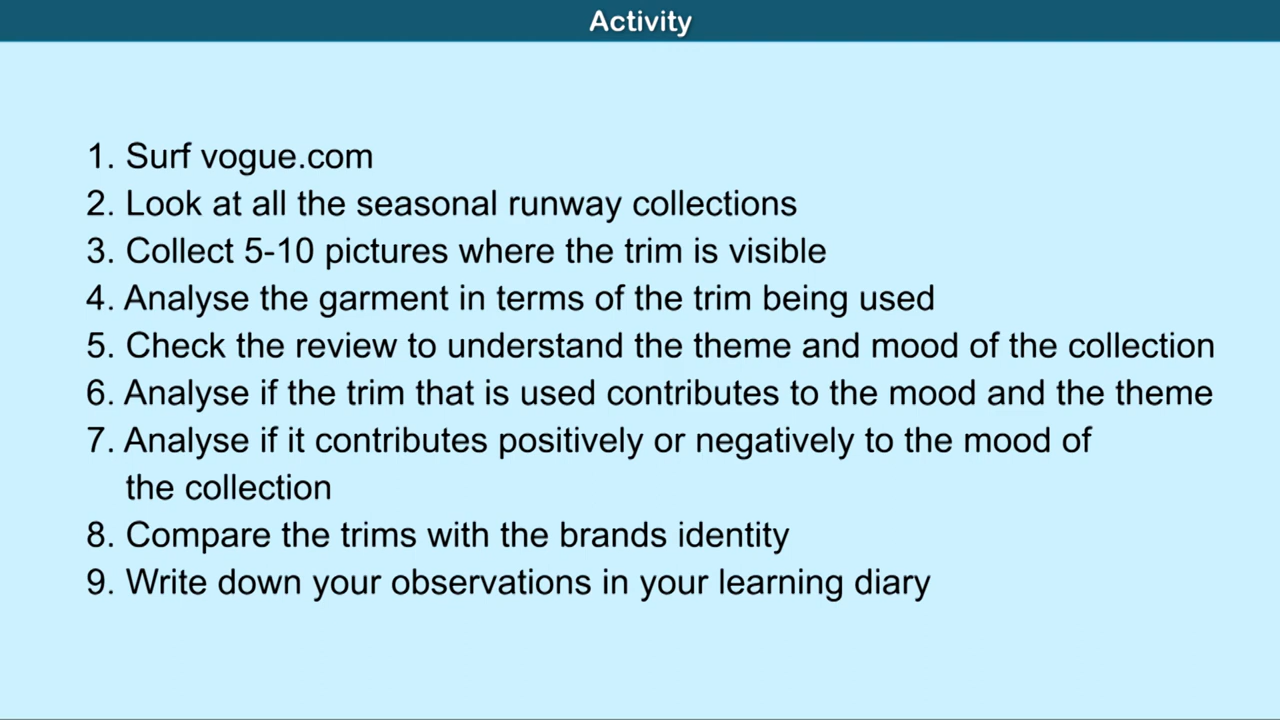 Activity
1. Surf vogue.com
2. Look at all the seasonal runway collections
3. Collect 5-10 pictures where the trim is visible
4. Analyse the garment in terms of the trim being used
5. Check the review to understand the theme and mood of the collection
6. Analyse if the trim that is used contributes to the mood and the theme
7. Analyse if it contributes positively or negatively to the mood of
the collection
8. Compare the trims with the brands identity
9. Write down your observations in your learning diary